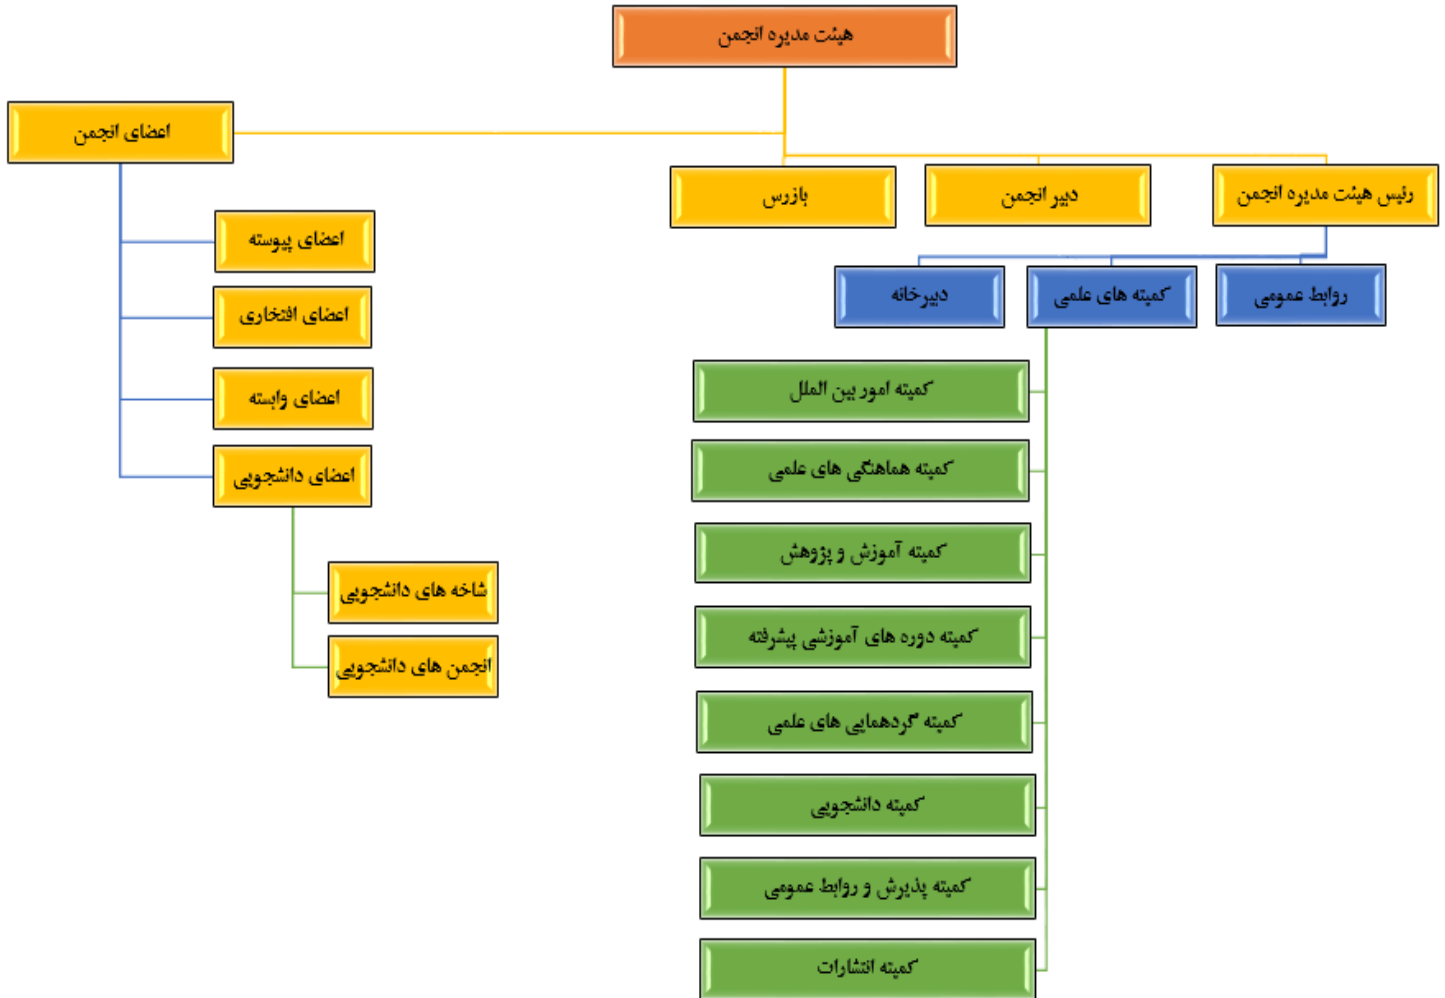 هیئت مدیره انجمن
اعضای انجمن
رئیس هیئت مدیره انجمن
دبیر انجمن
بازرس
روابط عمومی
کمیته های علمی
دبیرخانه
کمیته امور بین الملل
کمیته هماهنگی های علمی
کمیته آموزش و پژوهش
کمیته دوره های آموزشی پیشرفته
کمیته گردهمایی های علمی
کمیته دانشجویی
کمیته پذیرش و روابط عمومی
کمیته انتشارات
اعضای پیوسته
اعضای افتخاری
اعضای وابسته
اعضای دانشجویی
شاخه های دانشجویی
انجمن های دانشجویی